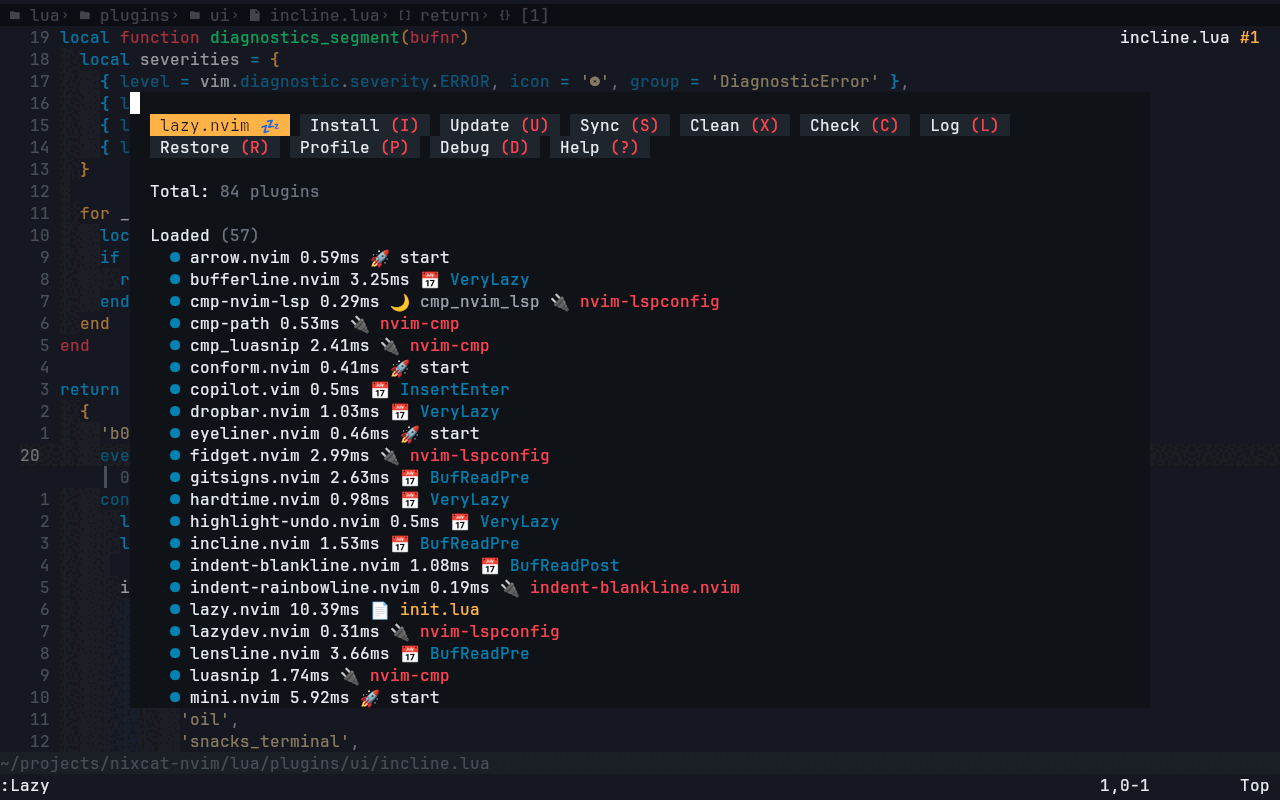 lua› plugins› ui› incline.lua› [] return› {} [1]
19 local function diagnostics_segment(bufnr) incline.lua #1
18 local severities = {
17 { level = vim.diagnostic.severity.ERROR, icon = '', group = 'DiagnosticError' },
16 { l
15 { l lazy.nvim 💤 Install (I) Update (U) Sync (S) Clean (X) Check (C) Log (L)
14 { l Restore (R) Profile (P) Debug (D) Help (?)
13 }
12 Total: 84 plugins
11 for _
10 loc Loaded (57)
9 if ● arrow.nvim 0.59ms 🚀 start
8 r ● bufferline.nvim 3.25ms 📅 VeryLazy
7 end ● cmp-nvim-lsp 0.29ms 🌙 cmp_nvim_lsp 🔌 nvim-lspconfig
6 end ● cmp-path 0.53ms 🔌 nvim-cmp
5 end ● cmp_luasnip 2.41ms 🔌 nvim-cmp
4 ● conform.nvim 0.41ms 🚀 start
3 return ● copilot.vim 0.5ms 📅 InsertEnter
2 { ● dropbar.nvim 1.03ms 📅 VeryLazy
1 'b0 ● eyeliner.nvim 0.46ms 🚀 start
20 eve ● fidget.nvim 2.99ms 🔌 nvim-lspconfig
0 ● gitsigns.nvim 2.63ms 📅 BufReadPre
1 con ● hardtime.nvim 0.98ms 📅 VeryLazy
2 l ● highlight-undo.nvim 0.5ms 📅 VeryLazy
3 l ● incline.nvim 1.53ms 📅 BufReadPre
4 ● indent-blankline.nvim 1.08ms 📅 BufReadPost
5 i ● indent-rainbowline.nvim 0.19ms 🔌 indent-blankline.nvim
6 ● lazy.nvim 10.39ms 📄 init.lua
7 ● lazydev.nvim 0.31ms 🔌 nvim-lspconfig
8 ● lensline.nvim 3.66ms 📅 BufReadPre
9 ● luasnip 1.74ms 🔌 nvim-cmp
10 ● mini.nvim 5.92ms 🚀 start
11 'oil',
12 'snacks_terminal',
~/projects/nixcat-nvim/lua/plugins/ui/incline.lua
:Lazy 1,0-1 Top